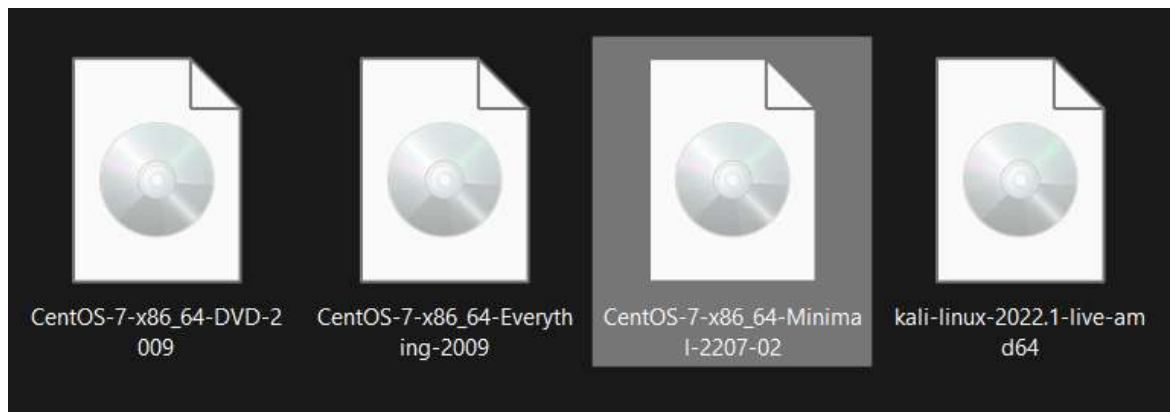 CentOS-7-x86_64-DVD-2
009
CentOS-7-x86_64-Everyth
ing-2009
CentOS-7-x86_64-Minima
l-2207-02
kali-linux-2022.1-live-am
d64